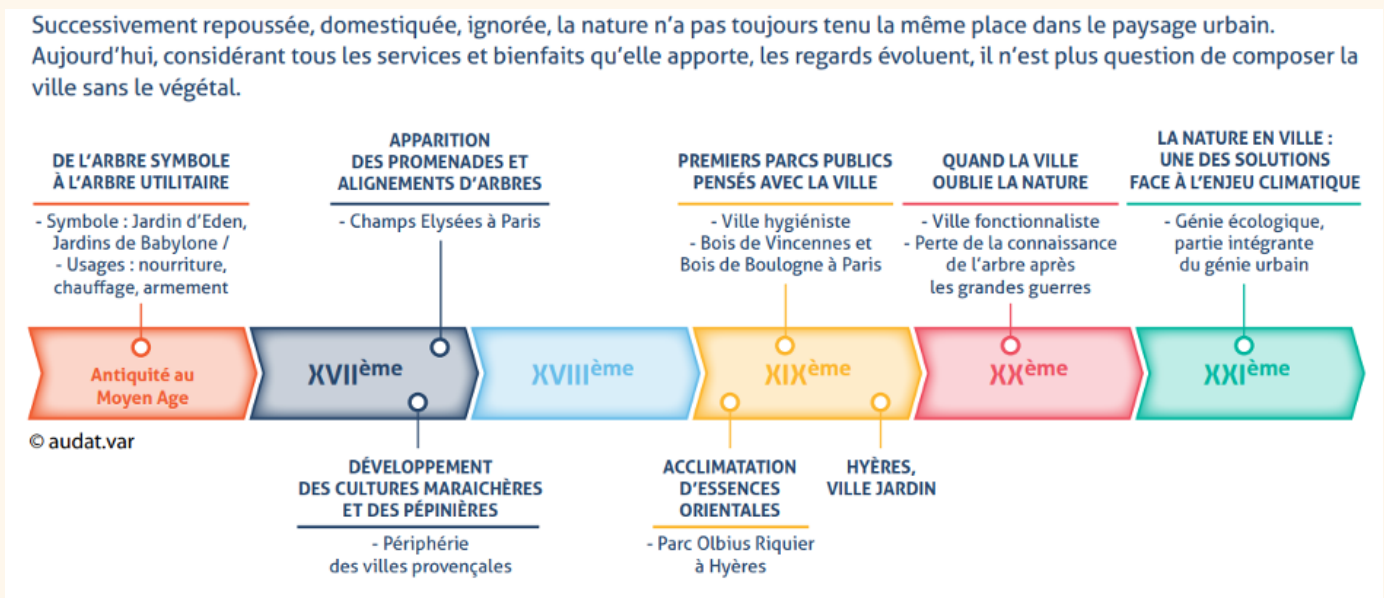 Successivement repoussée, domestiquée, ignorée, la nature n'a pas toujours tenu la même place dans le paysage urbain.
Aujourd'hui, considérant tous les services et bienfaits qu'elle apporte, les regards évoluent, il n'est plus question de composer la
ville sans le végétal.
DE L'ARBRE SYMBOLE
À L'ARBRE UTILITAIRE
- Symbole : Jardin d'Eden,
Jardins de Babylone /
- Usages : nourriture,
chauffage, armement
APPARITION
DES PROMENADES ET
ALIGNEMENTS D'ARBRES
- Champs Elysées à Paris
PREMIERS PARCS PUBLICS
PENSÉS AVEC LA VILLE
- Ville hygiéniste
- Bois de Vincennes et
Bois de Boulogne à Paris
QUAND LA VILLE
OUBLIE LA NATURE
- Ville fonctionnaliste
- Perte de la connaissance
de l'arbre après
les grandes guerres
LA NATURE EN VILLE :
UNE DES SOLUTIONS
FACE À L'ENJEU CLIMATIQUE
- Génie écologique,
partie intégrante
du génie urbain
Antiquité au
Moyen Age
XVIIème
XVIIIème
XIXème
XXème
XXIème
© audat.var
DÉVELOPPEMENT
DES CULTURES MARAICHÈRES
ET DES PÉPINIÈRES
- Périphérie
des villes provençales
ACCLIMATATION
D'ESSENCES
ORIENTALES
- Parc Olbius Riquier
à Hyères
HYÈRES,
VILLE JARDIN